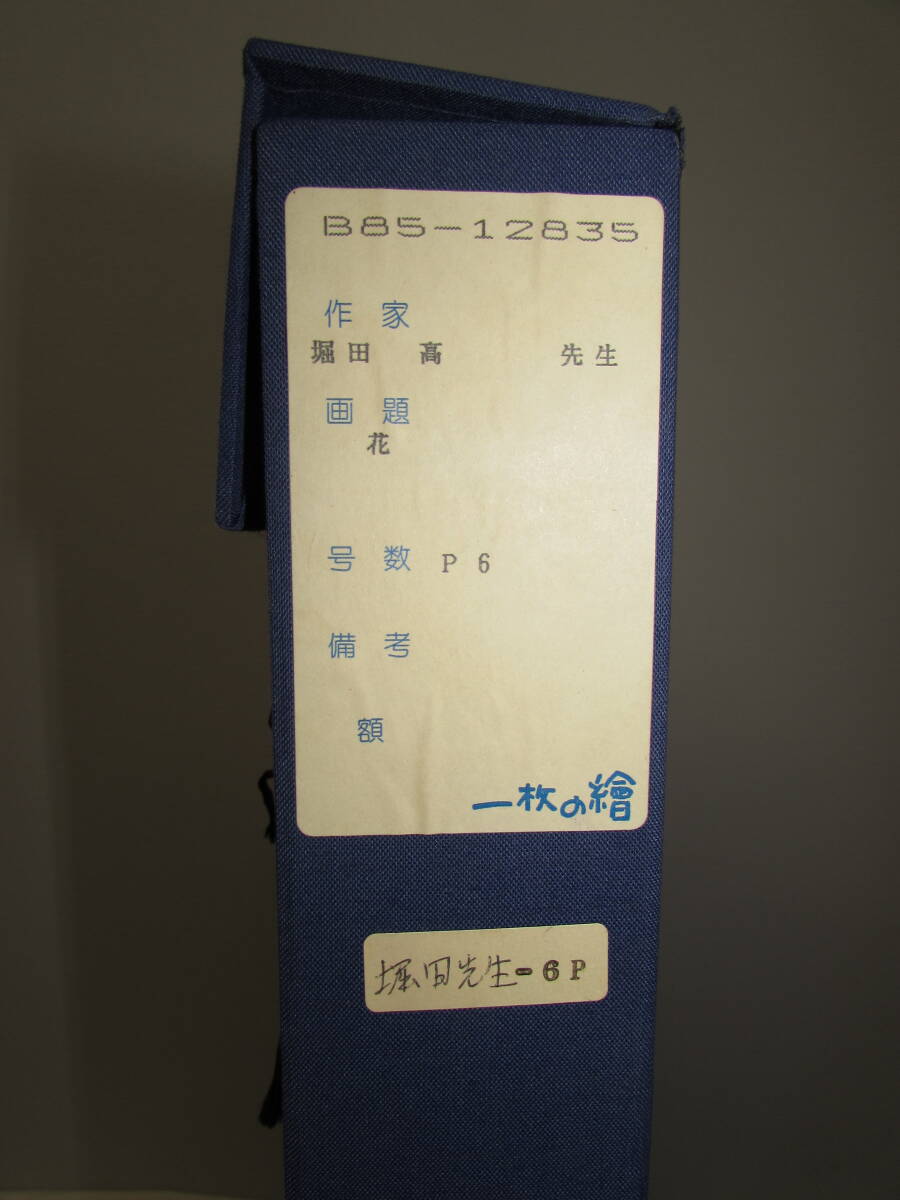 B85-12835
作家
堀田 高 先生
画題
花
号数 P 6
備考
額
一枚の繪
堀田先生-6P